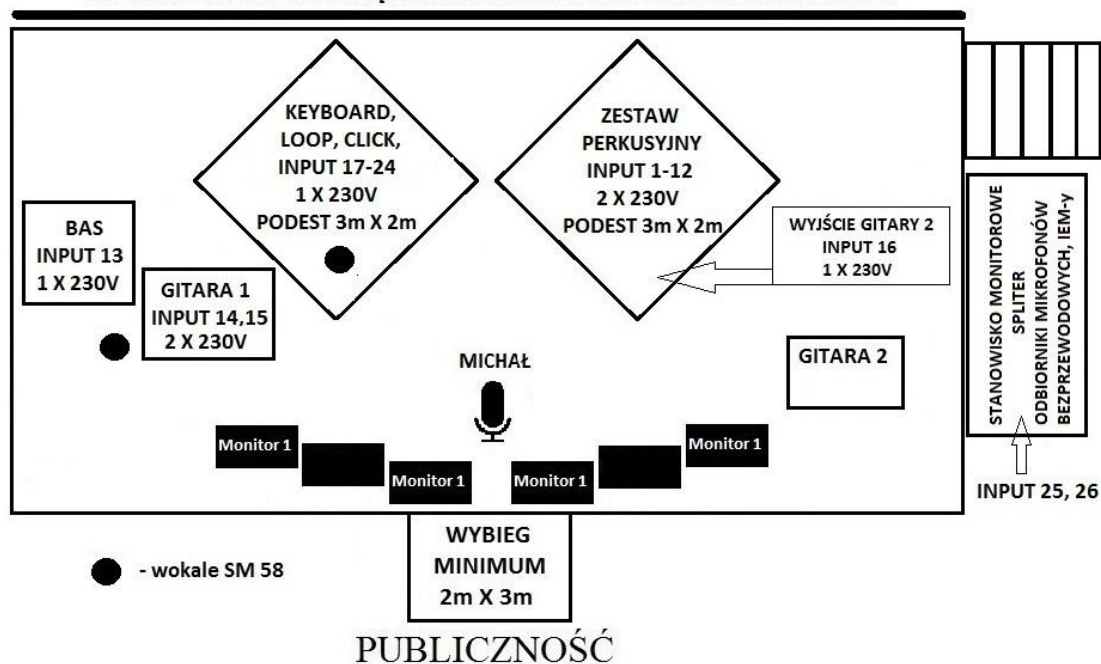 KEYBOARD,
LOOP, CLICK,
INPUT 17-24
1 X 230V
PODEST 3m X 2m
ZESTAW
PERKUSYJNY
INPUT 1-12
2 X 230V
PODEST 3m X 2m
BAS
INPUT 13
1 X 230V
GITARA 1
INPUT 14,15
2 X 230V
WYJŚCIE GITARY 2
INPUT 16
1 X 230V
GITARA 2
STANOWISKO MONITOROWE
SPLITER
ODBIORNIKI MIKROFONÓW
BEZPRZEWODOWYCH, IEM-y
INPUT 25, 26
MICHAŁ
Monitor 1
Monitor 1
Monitor 1
Monitor 1
WYBIEG
MINIMUM
2m X 3m
- wokale SM 58
PUBLICZNOŚĆ